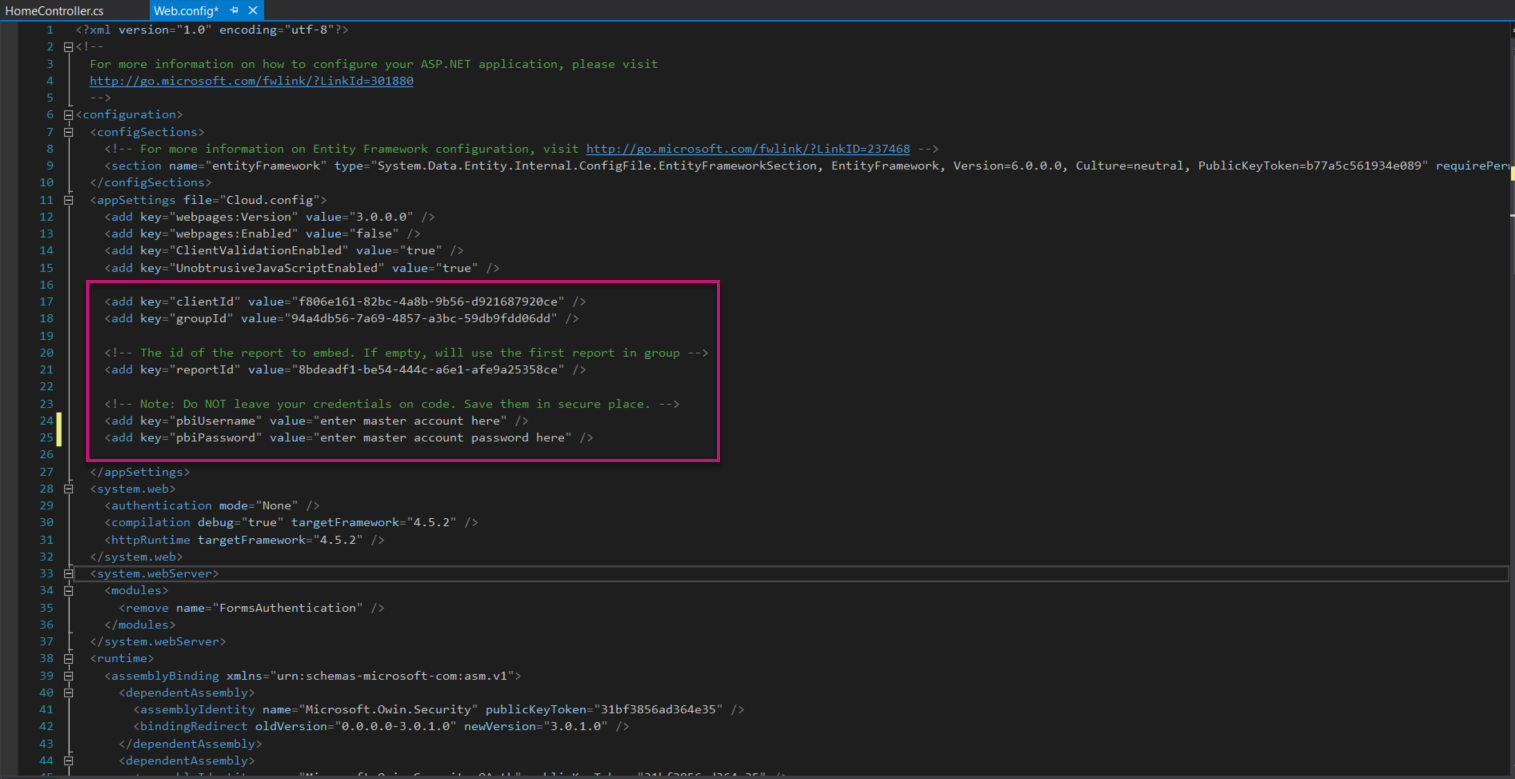 HomeController.cs Web.config*
1 <?xml version="1.0" encoding="utf-8"?>
2 <!--
3 For more information on how to configure your ASP.NET application, please visit
4 http://go.microsoft.com/fwlink/?LinkId=301880
5 -->
6 <configuration>
7 <configSections>
8 <!-- For more information on Entity Framework configuration, visit http://go.microsoft.com/fwlink/?LinkID=237468 -->
9 <section name="entityFramework" type="System.Data.Entity.Internal.ConfigFile.EntityFrameworkSection, EntityFramework, Version=6.0.0.0, Culture=neutral, PublicKeyToken=b77a5c561934e089" requirePer
10 </configSections>
11 <appSettings file="Cloud.config">
12 <add key="webpages:Version" value="3.0.0.0" />
13 <add key="webpages:Enabled" value="false" />
14 <add key="ClientValidationEnabled" value="true" />
15 <add key="UnobtrusiveJavaScriptEnabled" value="true" />
16
17 <add key="clientId" value="f806e161-82bc-4a8b-9b56-d921687920ce" />
18 <add key="groupId" value="94a4db56-7a69-4857-a3bc-59db9fdd06dd" />
19
20 <!-- The id of the report to embed. If empty, will use the first report in group -->
21 <add key="reportId" value="8bdeadf1-be54-444c-a6e1-afe9a25358ce" />
22
23 <!-- Note: Do NOT leave your credentials on code. Save them in secure place. -->
24 <add key="pbiUsername" value="enter master account here" />
25 <add key="pbiPassword" value="enter master account password here" />
26
27 </appSettings>
28 <system.web>
29 <authentication mode="None" />
30 <compilation debug="true" targetFramework="4.5.2" />
31 <httpRuntime targetFramework="4.5.2" />
32 </system.web>
33 <system.webServer>
34 <modules>
35 <remove name="FormsAuthentication" />
36 </modules>
37 </system.webServer>
38 <runtime>
39 <assemblyBinding xmlns="urn:schemas-microsoft-com:asm.v1">
40 <dependentAssembly>
41 <assemblyIdentity name="Microsoft.Owin.Security" publicKeyToken="31bf3856ad364e35" />
42 <bindingRedirect oldVersion="0.0.0.0-3.0.1.0" newVersion="3.0.1.0" />
43 </dependentAssembly>
44 <dependentAssembly>